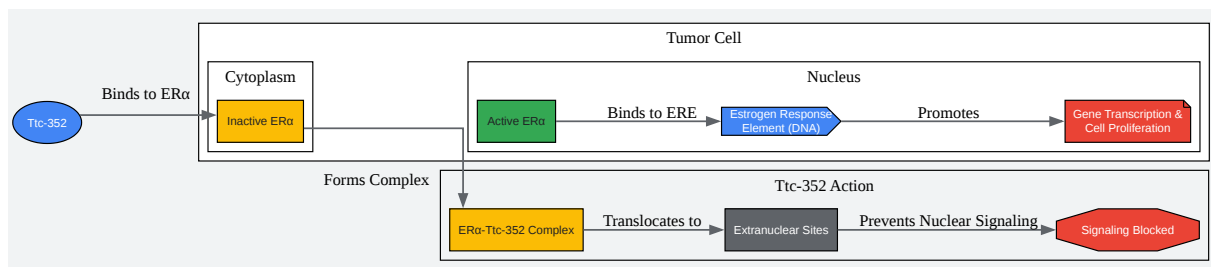 Tumor Cell
Cytoplasm
Nucleus
Binds to ERα
Ttc-352
Inactive ERα
Active ERα
Binds to ERE
Estrogen Response
Element (DNA)
Promotes
Gene Transcription &
Cell Proliferation
Forms Complex
Ttc-352 Action
ERα-Ttc-352 Complex
Translocates to
Extranuclear Sites
Prevents Nuclear Signaling
Signaling Blocked